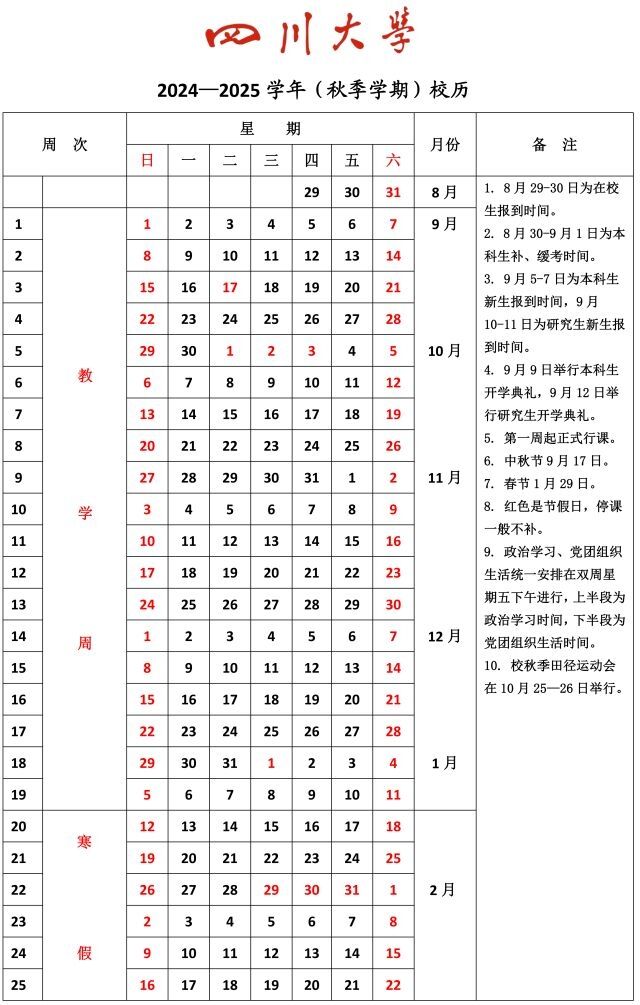 四川大学
2024—2025 学年（秋季学期）校历
周 次 星 期 月份 备 注
日 一 二 三 四 五 六
29 30 31 8 月
1 1 2 3 4 5 6 7 9 月
2 8 9 10 11 12 13 14
3 15 16 17 18 19 20 21
4 22 23 24 25 26 27 28
5 29 30 1 2 3 4 5 10 月
教
6 6 7 8 9 10 11 12
7 13 14 15 16 17 18 19
8 20 21 22 23 24 25 26
9 27 28 29 30 31 1 2 11 月
10 学 3 4 5 6 7 8 9
11 10 11 12 13 14 15 16
12 17 18 19 20 21 22 23
13 24 25 26 27 28 29 30
14 周 1 2 3 4 5 6 7 12 月
15 8 9 10 11 12 13 14
16 15 16 17 18 19 20 21
17 22 23 24 25 26 27 28
18 29 30 31 1 2 3 4 1 月
19 5 6 7 8 9 10 11
20 寒 12 13 14 15 16 17 18
21 19 20 21 22 23 24 25
22 26 27 28 29 30 31 1 2 月
23 2 3 4 5 6 7 8
24 假 9 10 11 12 13 14 15
25 16 17 18 19 20 21 22
1. 8 月 29-30 日为在校
生报到时间。
2. 8 月 30-9 月 1 日为本
科生补、缓考时间。
3. 9 月 5-7 日为本科生
新生报到时间，9 月
10-11 日为研究生新生报
到时间。
4. 9 月 9 日举行本科生
开学典礼，9 月 12 日举
行研究生开学典礼。
5. 第一周起正式行课。
6. 中秋节 9 月 17 日。
7. 春节 1 月 29 日。
8. 红色是节假日，停课
一般不补。
9. 政治学习、党团组织
生活统一安排在双周星
期五下午进行，上半段为
政治学习时间，下半段为
党团组织生活时间。
10. 校秋季田径运动会
在 10 月 25—26 日举行。